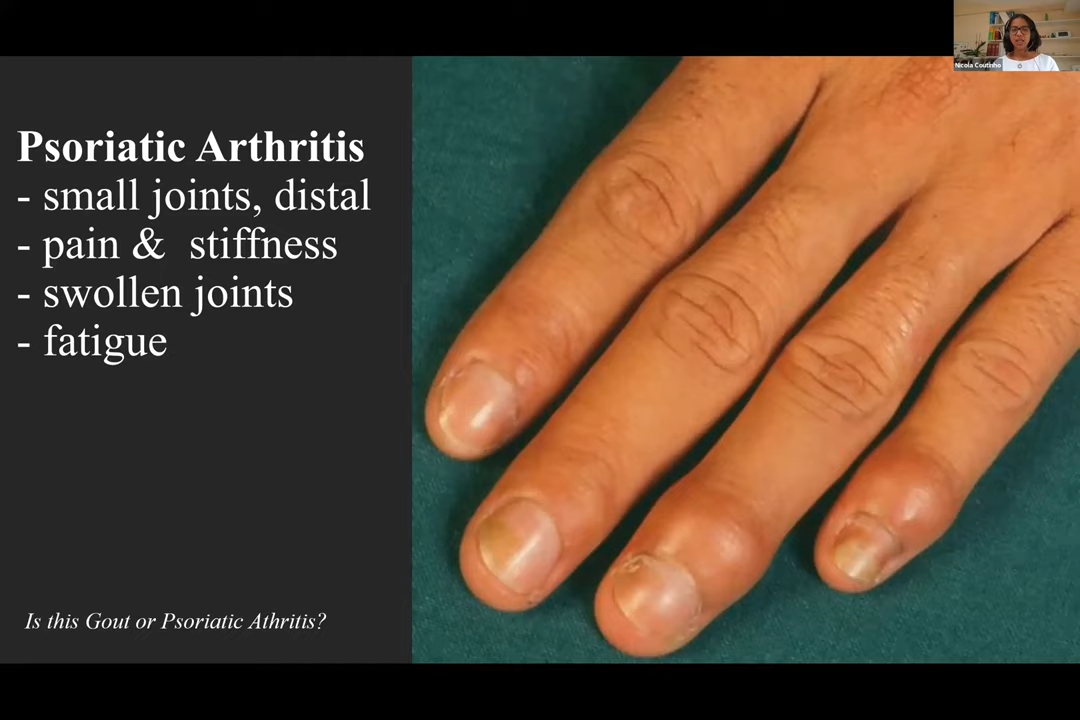 Nicola Coutinho
Psoriatic Arthritis
- small joints, distal
- pain & stiffness
- swollen joints
- fatigue
Is this Gout or Psoriatic Athritis?